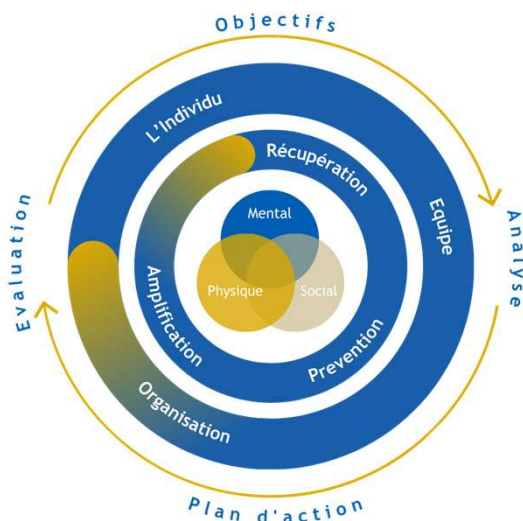 Objectifs
L'Individu
Récupération
Equipe
Analyse
Evaluation
Mental
Physique
Social
Amplification
Prevention
Organisation
Plan d'action